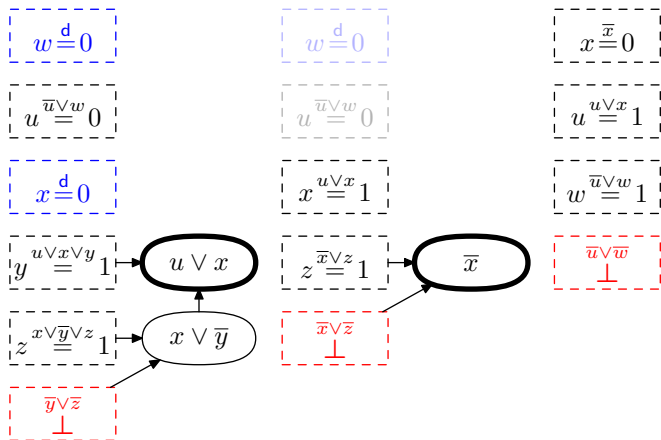 w =ᵈ 0
u =^{u̅∨w} 0
x =ᵈ 0
y =^{u∨x∨y} 1
u ∨ x
z =^{x∨y̅∨z} 1
x ∨ y̅
y̅∨z̅
⊥
w =ᵈ 0
u =^{u̅∨w} 0
x =^{u∨x} 1
z =^{x̅∨z} 1
x̅
x̅∨z̅
⊥
x =^{x̅} 0
u =^{u∨x} 1
w =^{u̅∨w} 1
u̅∨w̅
⊥